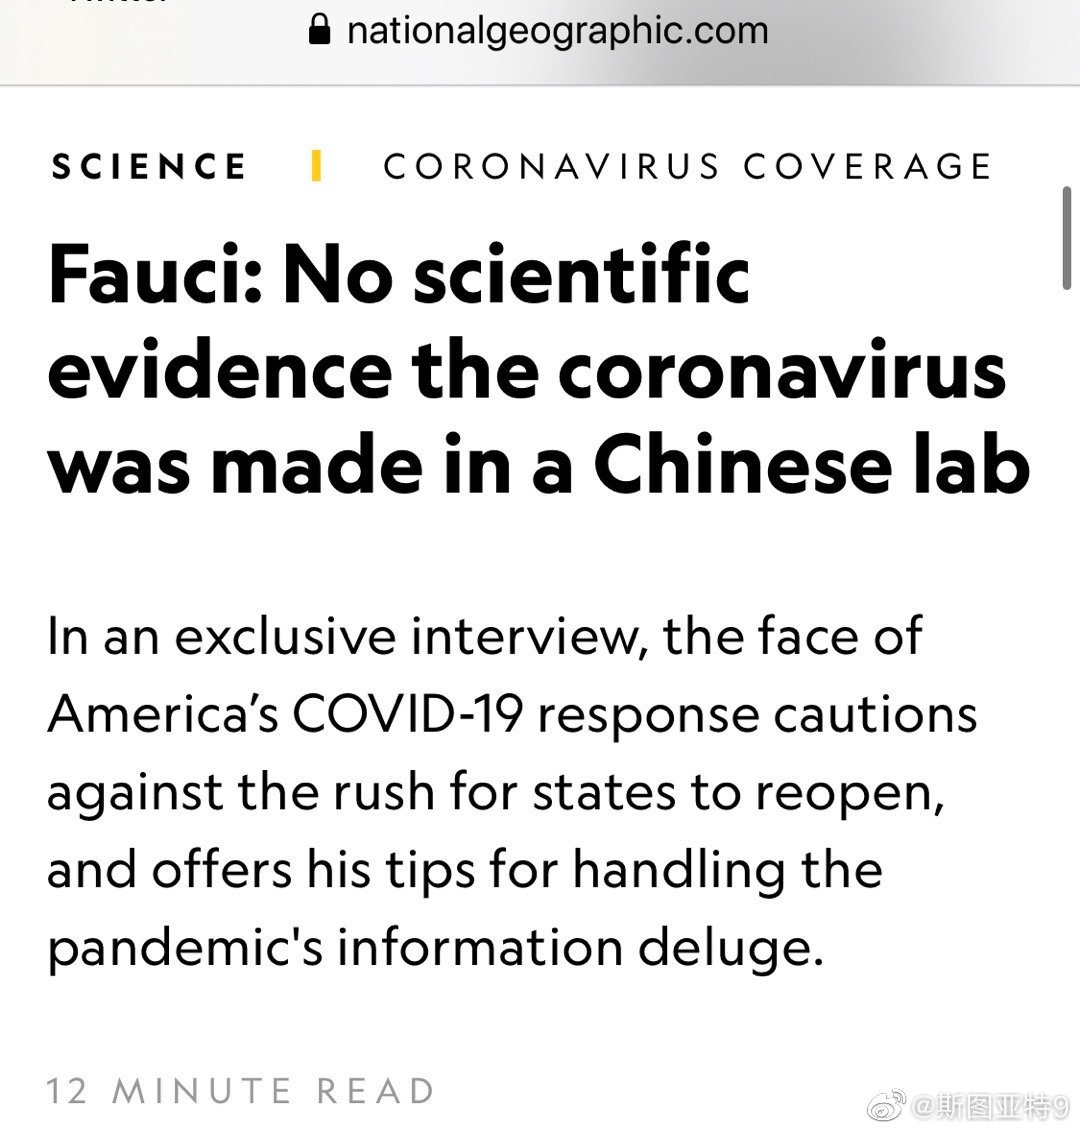 nationalgeographic.com
SCIENCE | CORONAVIRUS COVERAGE
Fauci: No scientific
evidence the coronavirus
was made in a Chinese lab
In an exclusive interview, the face of
America’s COVID-19 response cautions
against the rush for states to reopen,
and offers his tips for handling the
pandemic's information deluge.
12 MINUTE READ
@斯图亚特9